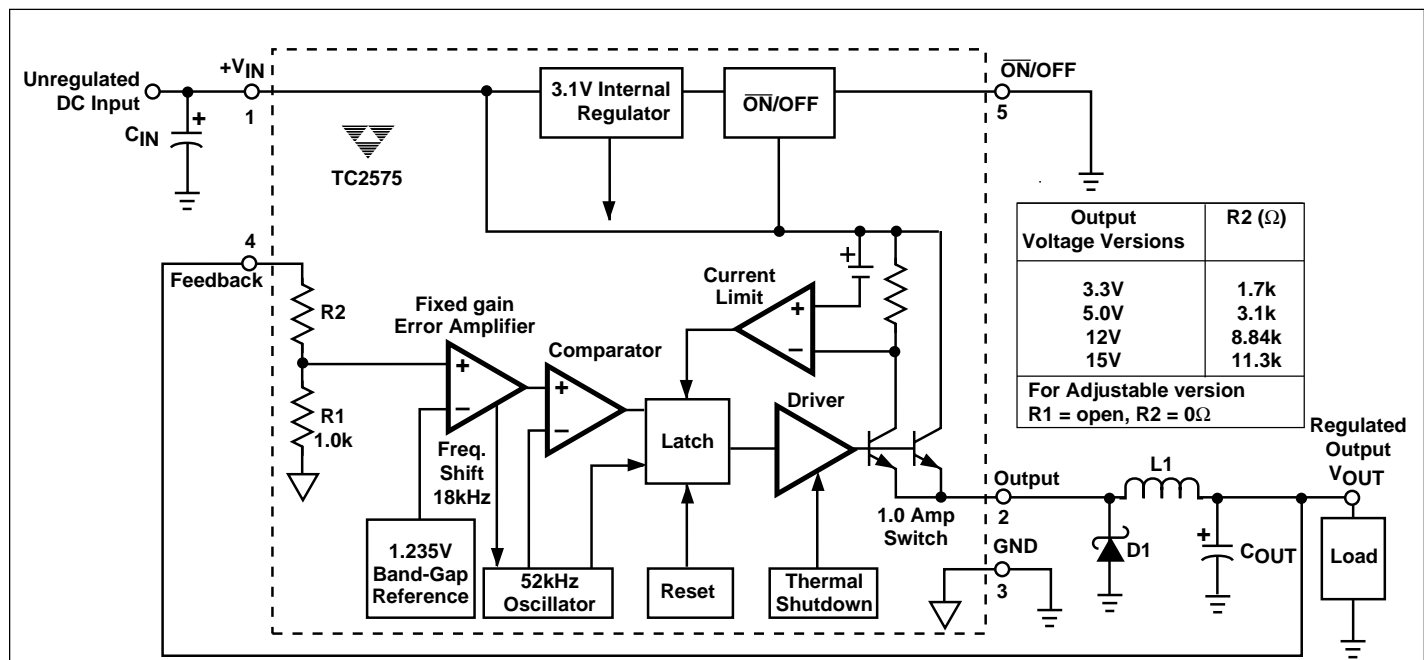 Unregulated
DC Input
+VIN
1
CIN
+
TC2575
3.1V Internal
Regulator
ON/OFF
ON/OFF
5
4
Feedback
R2
R1
1.0k
Fixed gain
Error Amplifier
+
−
Freq.
Shift
18kHz
1.235V
Band-Gap
Reference
Comparator
+
−
52kHz
Oscillator
Current
Limit
+
−
+
Latch
Reset
Driver
Thermal
Shutdown
1.0 Amp
Switch
Output
2
GND
3
Output
Voltage Versions
R2 (Ω)
3.3V 1.7k
5.0V 3.1k
12V 8.84k
15V 11.3k
For Adjustable version
R1 = open, R2 = 0Ω
L1
D1
+
COUT
Regulated
Output
VOUT
Load